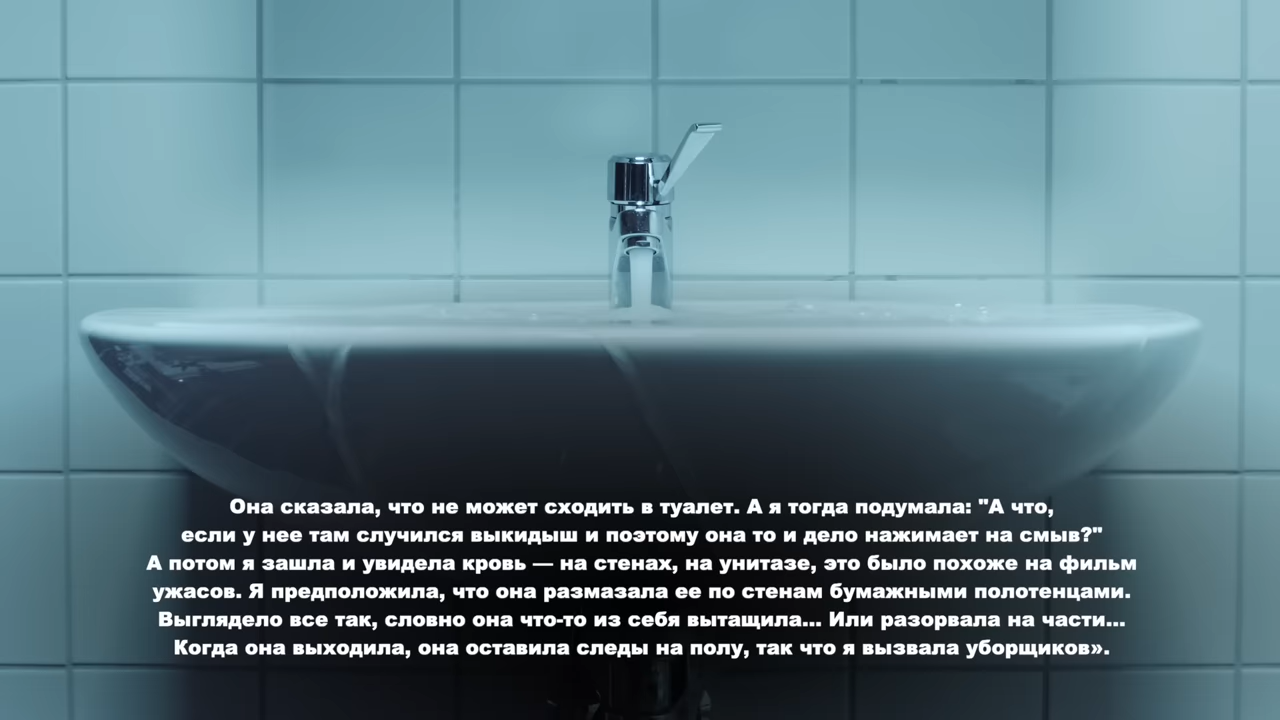 Она сказала, что не может сходить в туалет. А я тогда подумала: "А что,
если у нее там случился выкидыш и поэтому она то и дело нажимает на смыв?"
А потом я зашла и увидела кровь — на стенах, на унитазе, это было похоже на фильм
ужасов. Я предположила, что она размазала ее по стенам бумажными полотенцами.
Выглядело все так, словно она что-то из себя вытащила... Или разорвала на части...
Когда она выходила, она оставила следы на полу, так что я вызвала уборщиков».